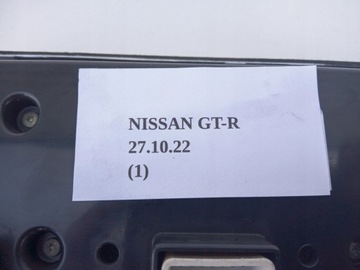 NISSAN GT-R
27.10.22
(1)